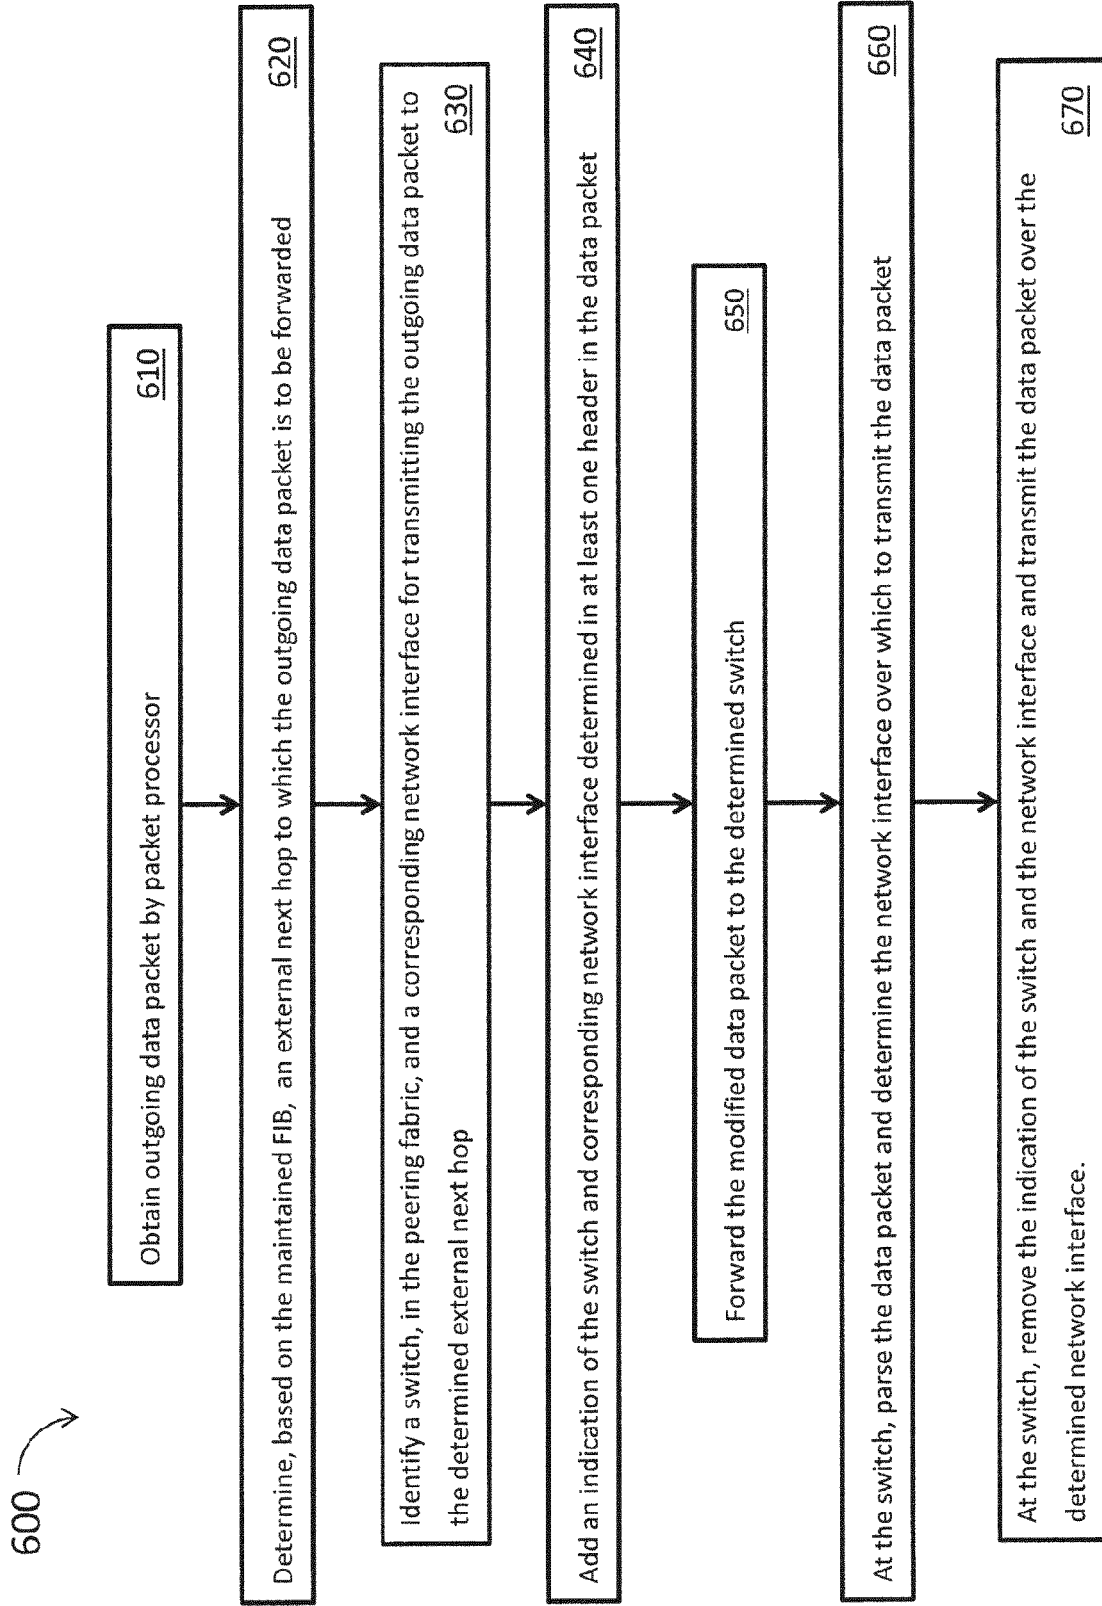 600
Obtain outgoing data packet by packet processor
610
Determine, based on the maintained FIB, an external next hop to which the outgoing data packet is to be forwarded
620
Identify a switch, in the peering fabric, and a corresponding network interface for transmitting the outgoing data packet to
the determined external next hop
630
Add an indication of the switch and corresponding network interface determined in at least one header in the data packet
640
Forward the modified data packet to the determined switch
650
At the switch, parse the data packet and determine the network interface over which to transmit the data packet
660
At the switch, remove the indication of the switch and the network interface and transmit the data packet over the
determined network interface.
670